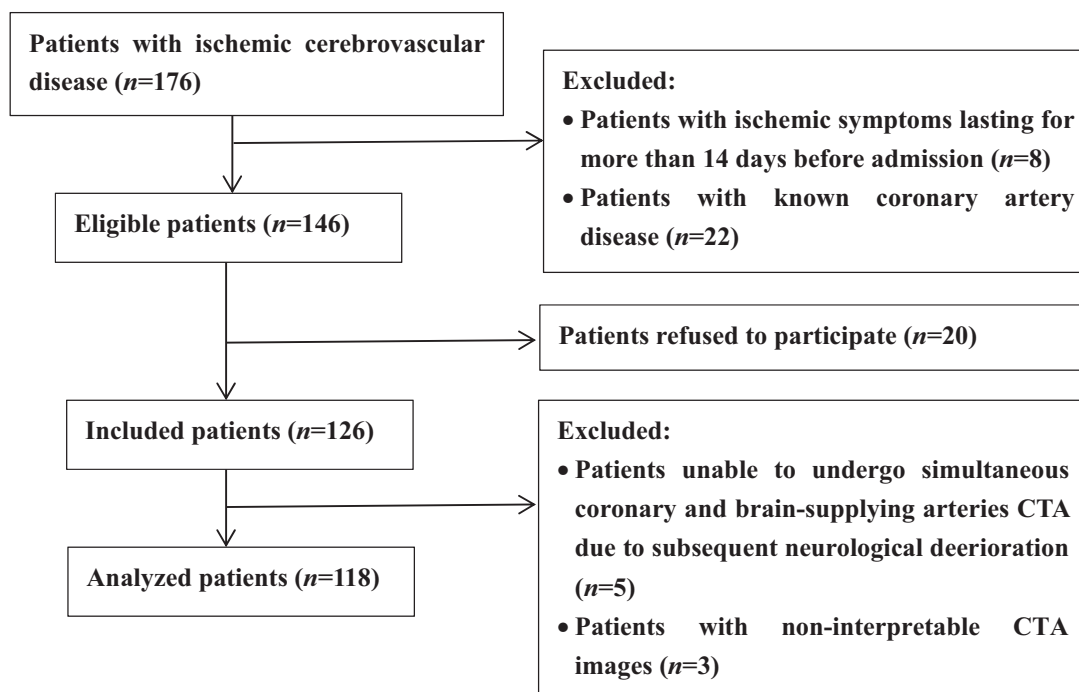 Patients with ischemic cerebrovascular
disease (n=176)
Excluded:
• Patients with ischemic symptoms lasting for
more than 14 days before admission (n=8)
• Patients with known coronary artery
disease (n=22)
Eligible patients (n=146)
Patients refused to participate (n=20)
Included patients (n=126)
Excluded:
• Patients unable to undergo simultaneous
coronary and brain-supplying arteries CTA
due to subsequent neurological deerioration
(n=5)
• Patients with non-interpretable CTA
images (n=3)
Analyzed patients (n=118)